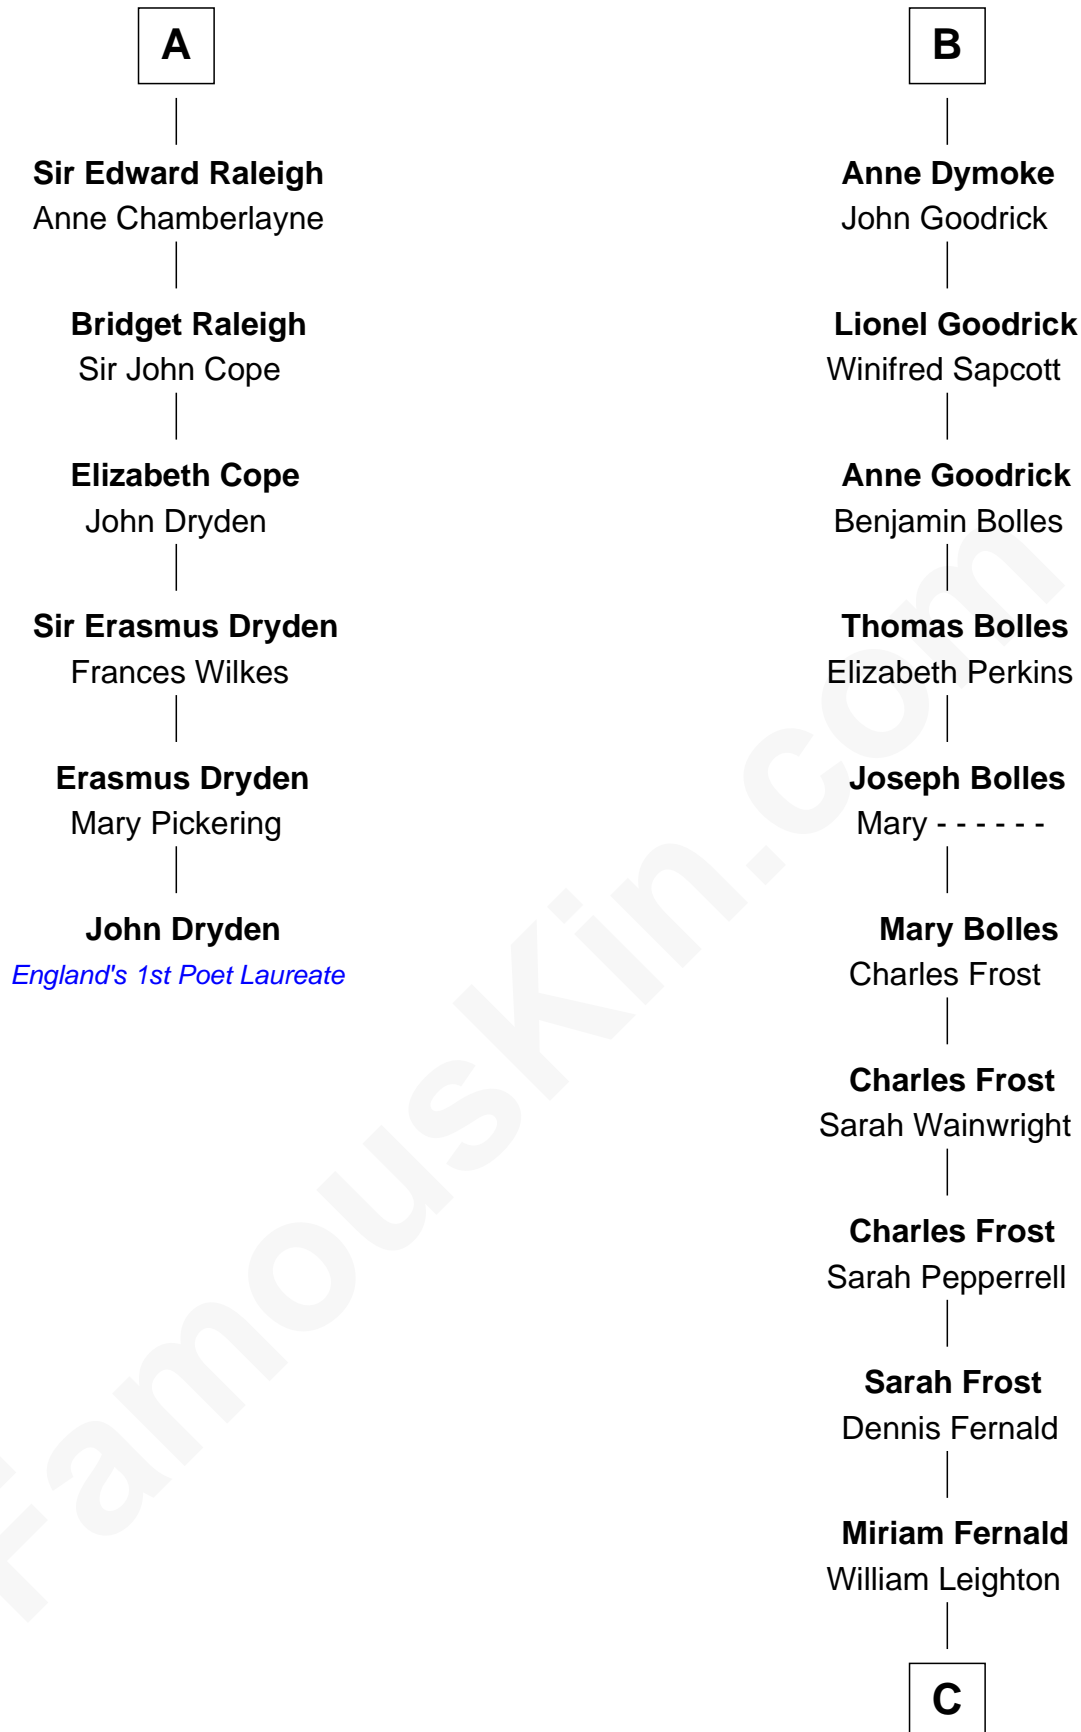 A
Sir Edward Raleigh
Anne Chamberlayne
Bridget Raleigh
Sir John Cope
Elizabeth Cope
John Dryden
Sir Erasmus Dryden
Frances Wilkes
Erasmus Dryden
Mary Pickering
John Dryden
England's 1st Poet Laureate
B
Anne Dymoke
John Goodrick
Lionel Goodrick
Winifred Sapcott
Anne Goodrick
Benjamin Bolles
Thomas Bolles
Elizabeth Perkins
Joseph Bolles
Mary - - - - - -
Mary Bolles
Charles Frost
Charles Frost
Sarah Wainwright
Charles Frost
Sarah Pepperrell
Sarah Frost
Dennis Fernald
Miriam Fernald
William Leighton
C
FamousKin.com